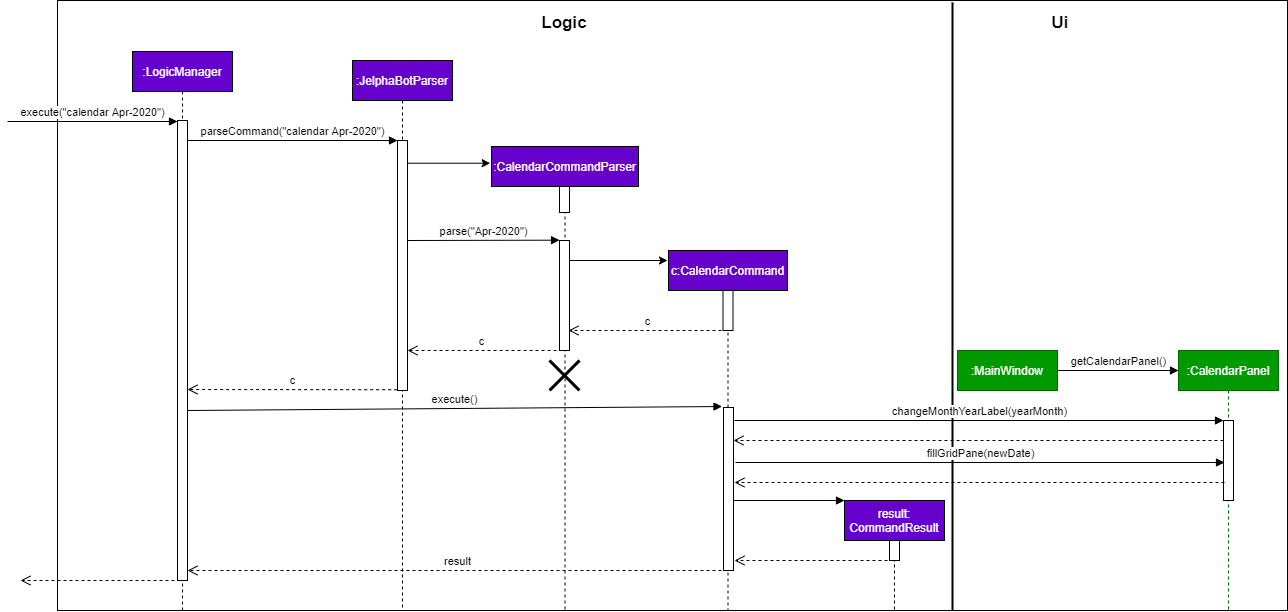 Logic
Ui
:LogicManager
:JelphaBotParser
execute("calendar Apr-2020")
parseCommand("calendar Apr-2020")
:CalendarCommandParser
parse("Apr-2020")
c:CalendarCommand
c
c
c
:MainWindow
getCalendarPanel()
:CalendarPanel
execute()
changeMonthYearLabel(yearMonth)
fillGridPane(newDate)
result:
CommandResult
result